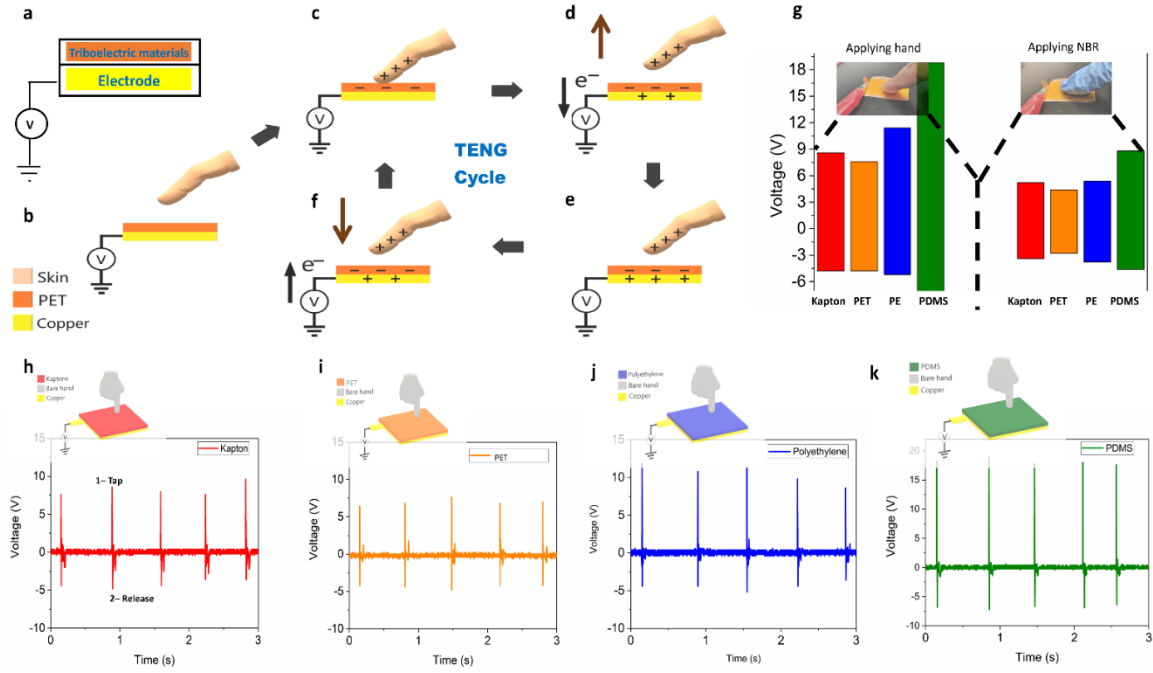 a
Triboelectric materials
Electrode
V
b
V
Skin
PET
Copper
c
V
d
e⁻
V
TENG
Cycle
f
e⁻
V
e
V
g
Applying hand
Applying NBR
Voltage (V)
18
15
12
9
6
3
0
-3
-6
Kapton PET PE PDMS
Kapton PET PE PDMS
h
Kaptone
Bare hand
Copper
V
Kapton
1– Tap
2– Release
Voltage (V)
15
10
5
0
-5
-10
0 1 2 3
Time (s)
i
PET
Bare hand
Copper
V
PET
Voltage (V)
15
10
5
0
-5
-10
0 1 2 3
Time (s)
j
Polyethylene
Bare hand
Copper
V
Polyethylene
Voltage (V)
15
10
5
0
-5
-10
0 1 2 3
Time (s)
k
PDMS
Bare hand
Copper
V
PDMS
Voltage (V)
20
15
10
5
0
-5
-10
0 1 2 3
Time (s)